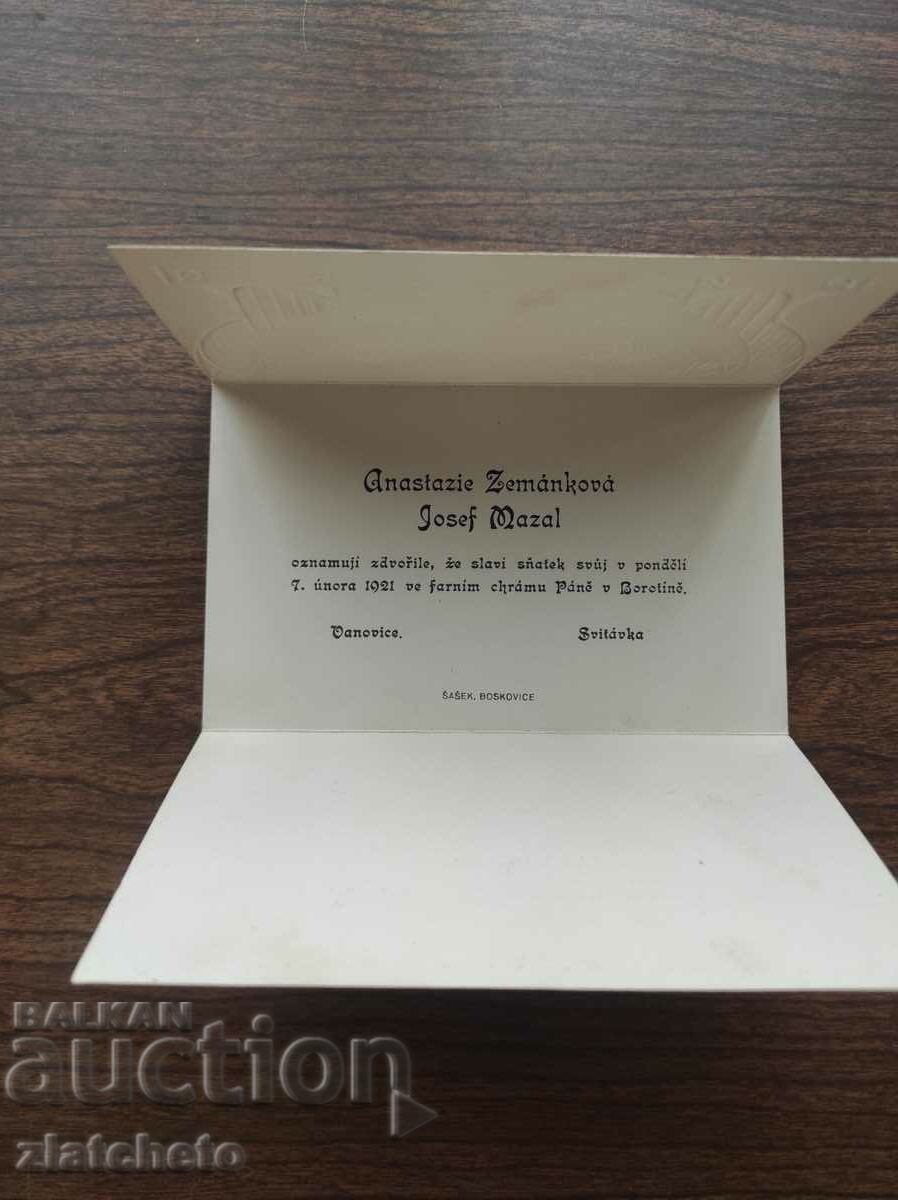 Anastazie Zemánková
Josef Mazal
oznamují zdvořile, že slaví sňatek svůj v pondělí
7. února 1921 ve farním chrámu Páně v Borotíně.
Vanovice. Svitávka
ŠAŠEK, BOSKOVICE
BALKAN
auction
zlatcheto